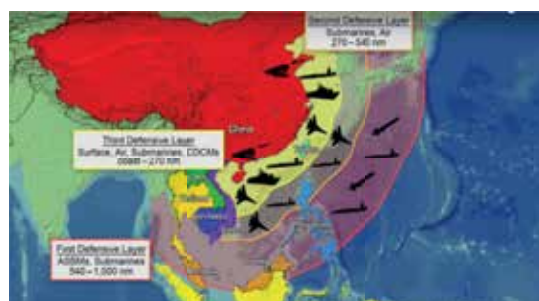 Second Defensive Layer
Submarines, Air
270 – 540 nm
China
Third Defensive Layer
Surface, Air, Submarines, CDCMs
coast – 270 nm
First Defensive Layer
ASBMs, Submarines
540 – 1,000 nm